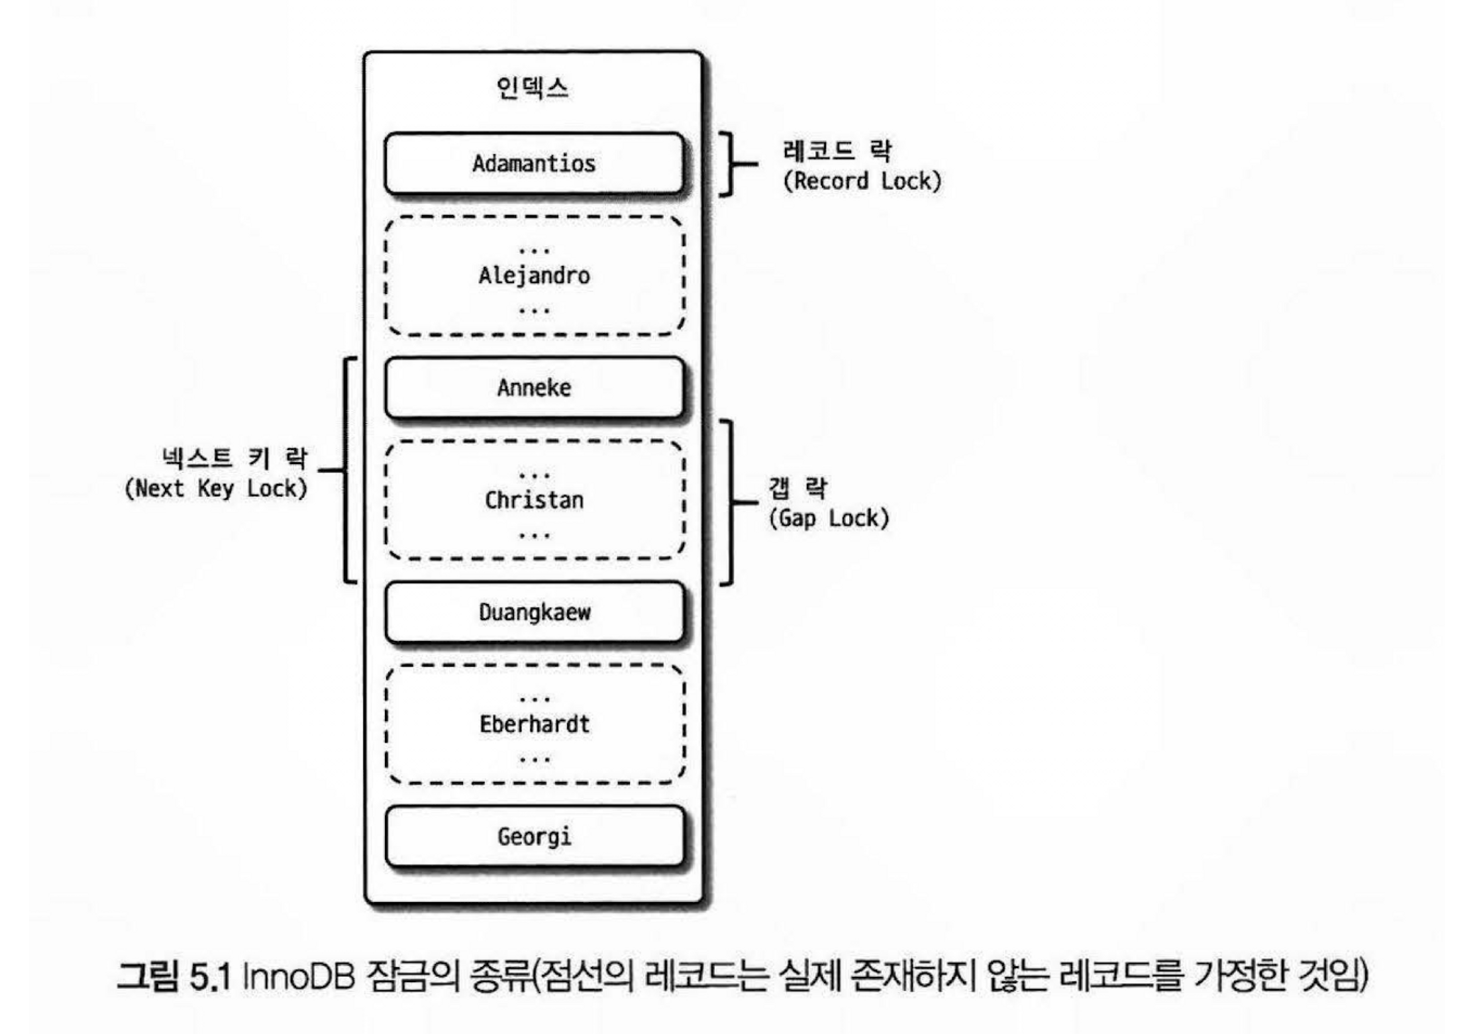 인덱스
Adamantios
레코드 락
(Record Lock)
...
Alejandro
...
Anneke
넥스트 키 락
(Next Key Lock)
...
Christan
...
갭 락
(Gap Lock)
Duangkaew
...
Eberhardt
...
Georgi
그림 5.1 InnoDB 잠금의 종류(점선의 레코드는 실제 존재하지 않는 레코드를 가정한 것임)